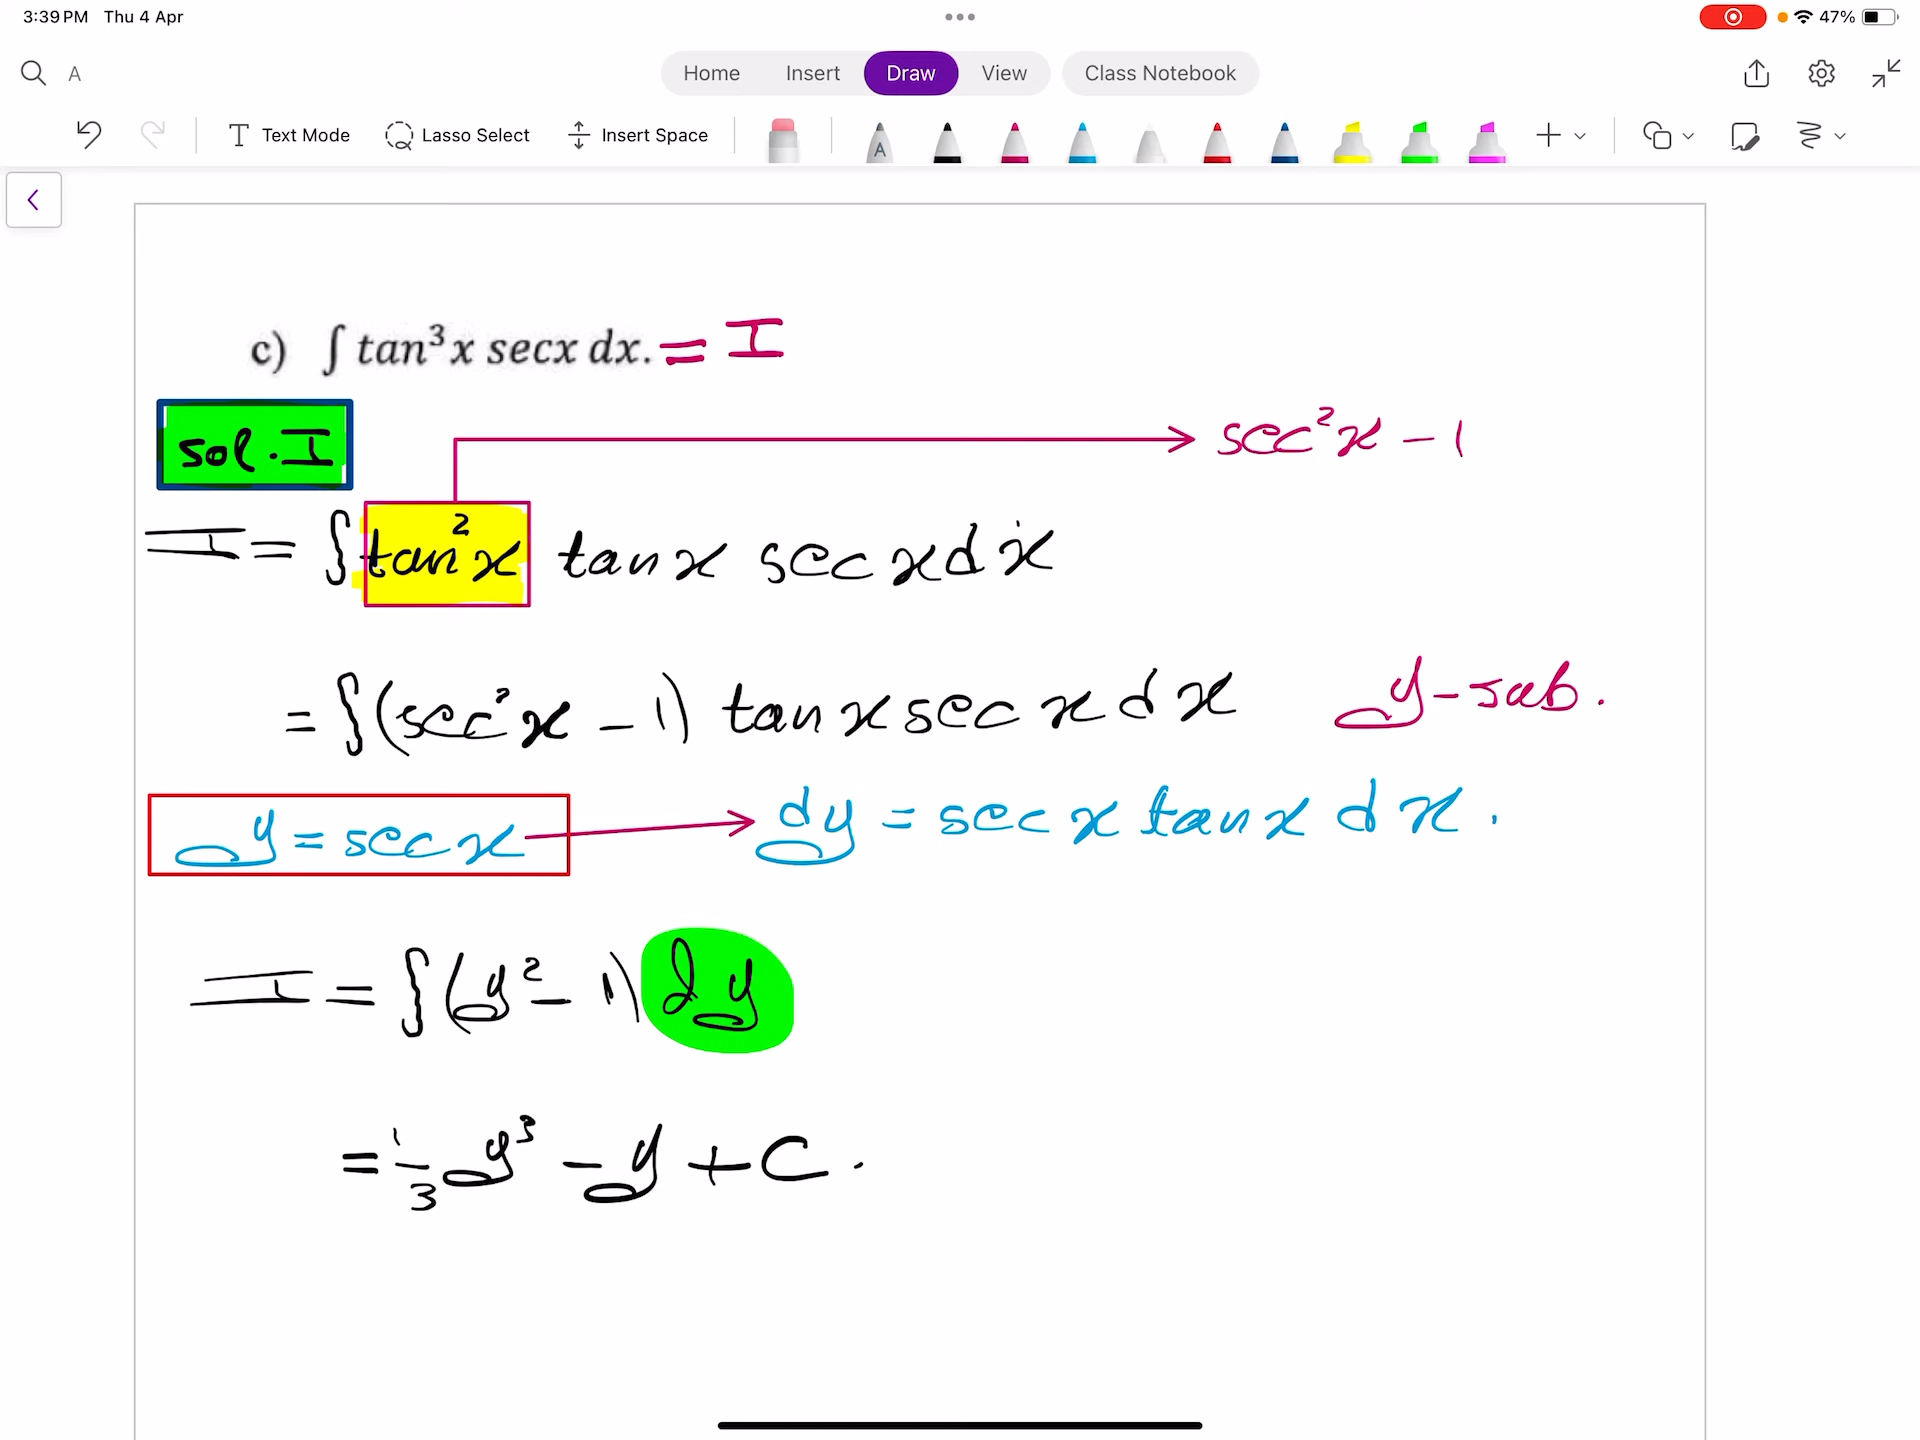 3:39 PM Thu 4 Apr
47%
A
Home Insert Draw View Class Notebook
Text Mode Lasso Select Insert Space
A
c) ∫ tan³x secx dx. = I
sol. I
sec²x − 1
I = ∫ tan²x tanx secx dx
= ∫(sec²x − 1) tanx secx dx y-sub.
y = secx → dy = secx tanx dx.
I = ∫(y² − 1) dy
= 1/3 y³ − y + C.